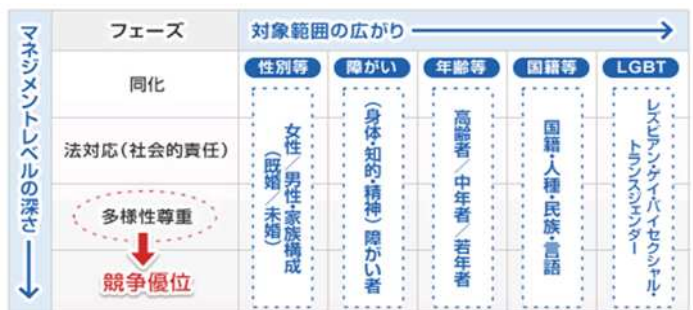 マネジメントレベルの深さ
フェーズ
対象範囲の広がり
同化
法対応（社会的責任）
多様性尊重
競争優位
性別等
女性／男性・家族構成
（既婚／未婚）
障がい
（身体・知的・精神）障がい者
年齢等
高齢者／中年者／若年者
国籍等
国籍・人種・民族・言語
LGBT
レズビアン・ゲイ・バイセクシャル・
トランスジェンダー